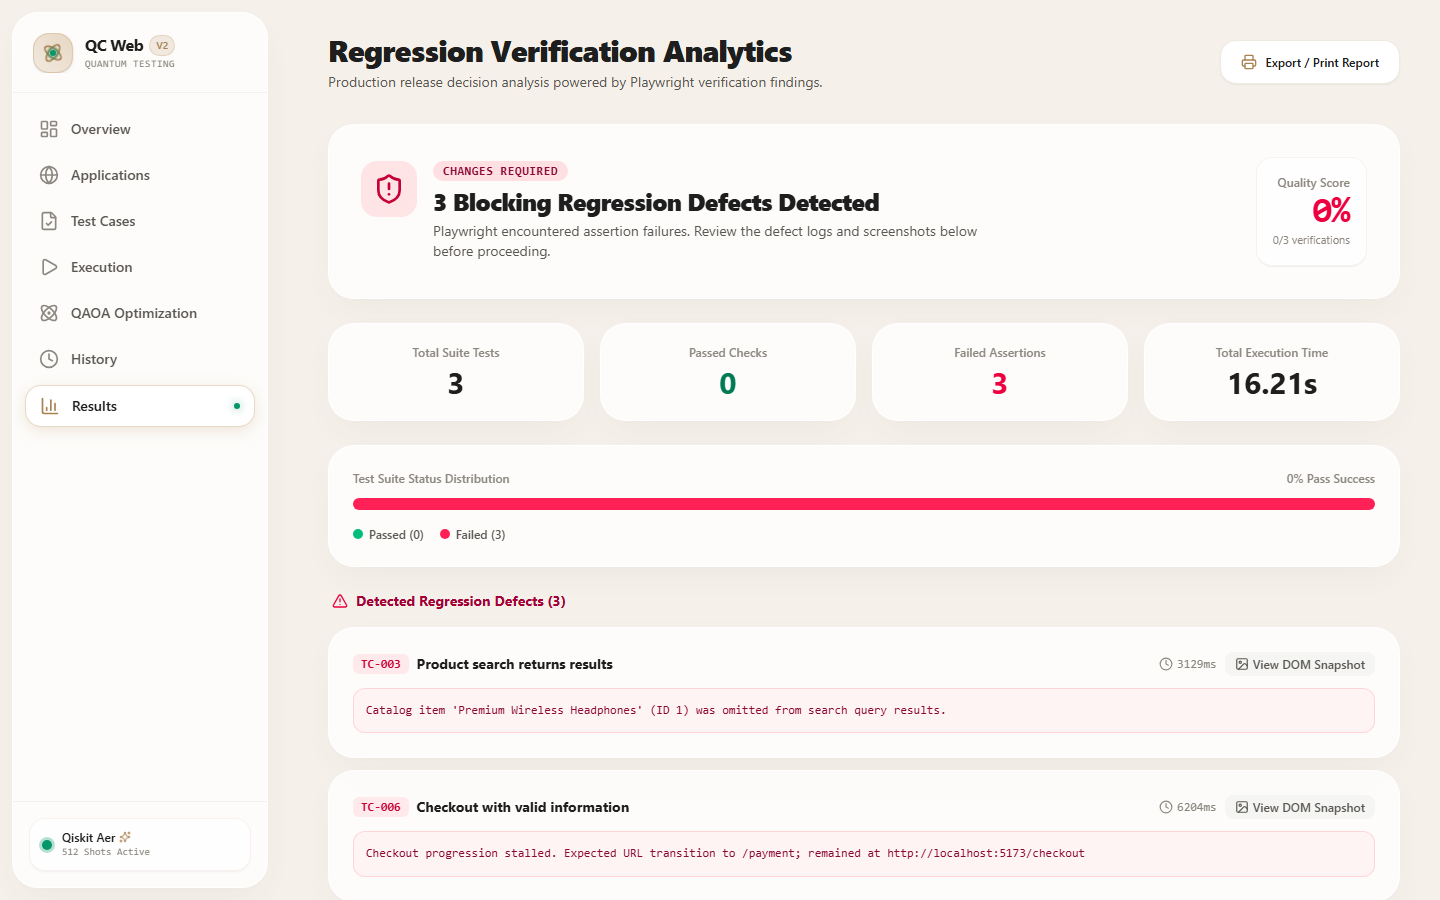 QC Web V2
QUANTUM TESTING
Overview
Applications
Test Cases
Execution
QAOA Optimization
History
Results
Qiskit Aer
512 Shots Active
Regression Verification Analytics
Production release decision analysis powered by Playwright verification findings.
Export / Print Report
CHANGES REQUIRED
3 Blocking Regression Defects Detected
Playwright encountered assertion failures. Review the defect logs and screenshots below
before proceeding.
Quality Score
0%
0/3 verifications
Total Suite Tests
3
Passed Checks
0
Failed Assertions
3
Total Execution Time
16.21s
Test Suite Status Distribution
0% Pass Success
Passed (0)
Failed (3)
Detected Regression Defects (3)
TC-003 Product search returns results
3129ms
View DOM Snapshot
Catalog item 'Premium Wireless Headphones' (ID 1) was omitted from search query results.
TC-006 Checkout with valid information
6204ms
View DOM Snapshot
Checkout progression stalled. Expected URL transition to /payment; remained at http://localhost:5173/checkout